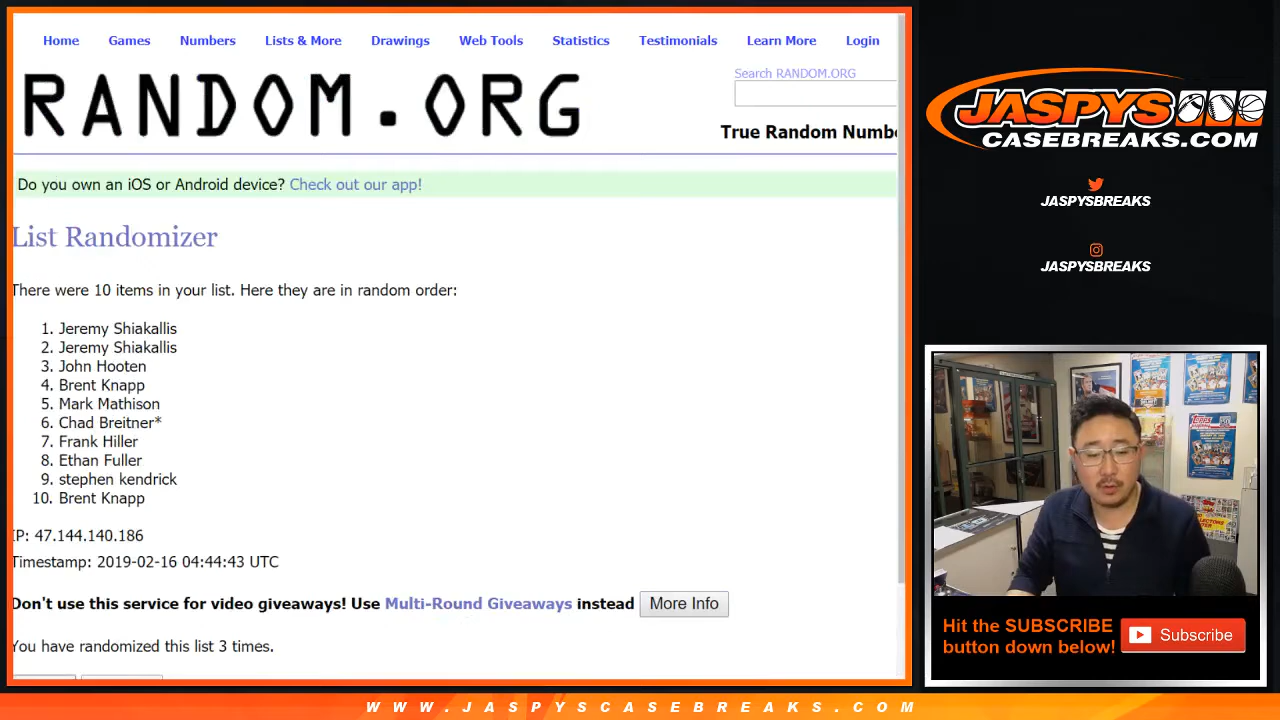 Home Games Numbers Lists & More Drawings Web Tools Statistics Testimonials Learn More Login
RANDOM.ORG
Search RANDOM.ORG
True Random Numbe
Do you own an iOS or Android device? Check out our app!
List Randomizer
There were 10 items in your list. Here they are in random order:
1. Jeremy Shiakallis
2. Jeremy Shiakallis
3. John Hooten
4. Brent Knapp
5. Mark Mathison
6. Chad Breitner*
7. Frank Hiller
8. Ethan Fuller
9. stephen kendrick
10. Brent Knapp
IP: 47.144.140.186
Timestamp: 2019-02-16 04:44:43 UTC
Don't use this service for video giveaways! Use Multi-Round Giveaways instead More Info
You have randomized this list 3 times.
JASPYS
CASEBREAKS.COM
JASPYSBREAKS
JASPYSBREAKS
Hit the SUBSCRIBE
button down below!
Subscribe
WWW.JASPYSCASEBREAKS.COM